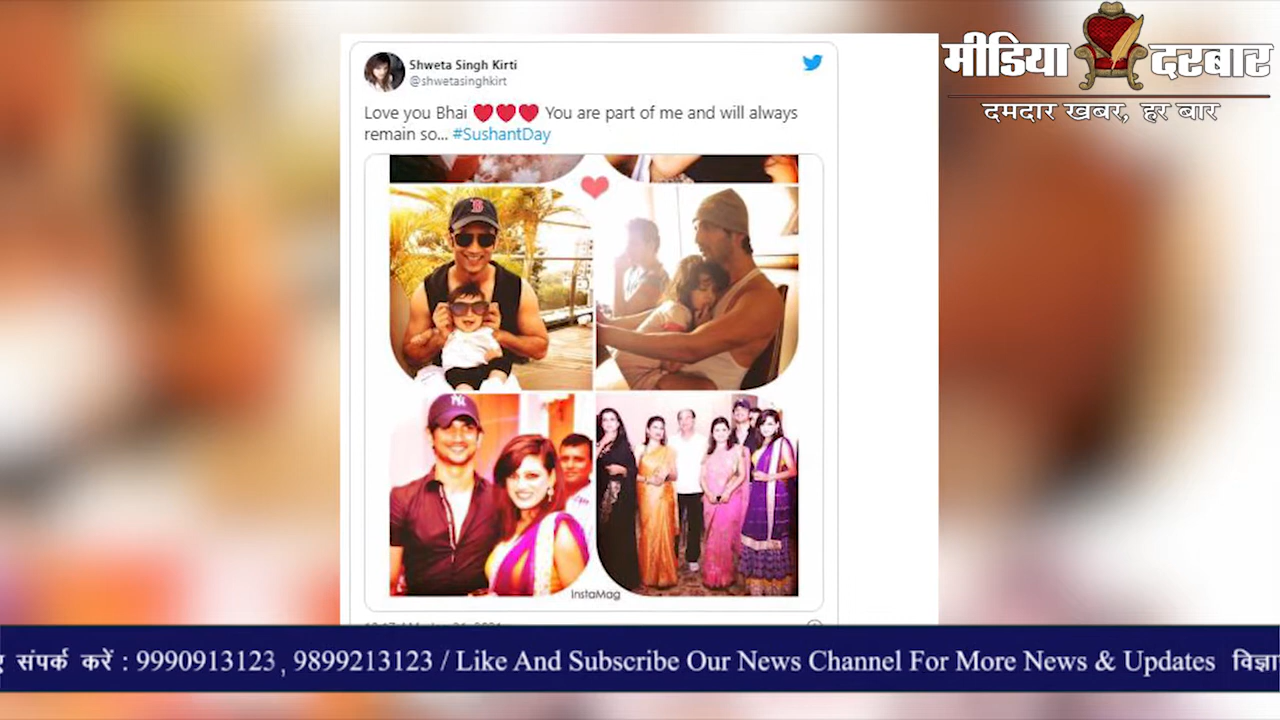 मीडिया दरबार
दमदार खबर, हर बार
Shweta Singh Kirti
@shwetasinghkirt
Love you Bhai ❤❤❤ You are part of me and will always
remain so... #SushantDay
B
NY
InstaMag
संपर्क करें : 9990913123, 9899213123 / Like And Subscribe Our News Channel For More News & Updates